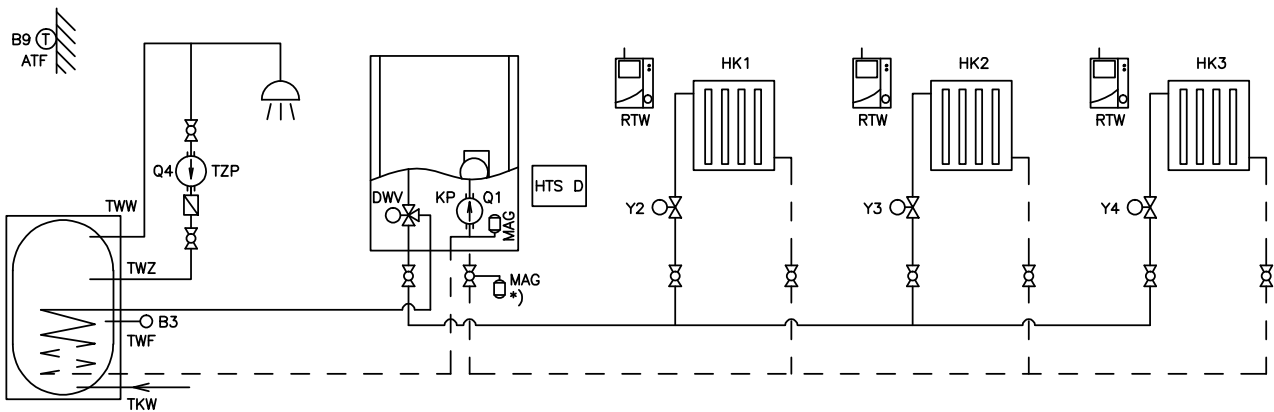 B9 T
ATF
HK1
HK2
HK3
RTW
RTW
RTW
Q4
TZP
HTS D
DWV
KP
Q1
MAG
TWW
Y2
Y3
Y4
TWZ
MAG
*)
B3
TWF
TKW